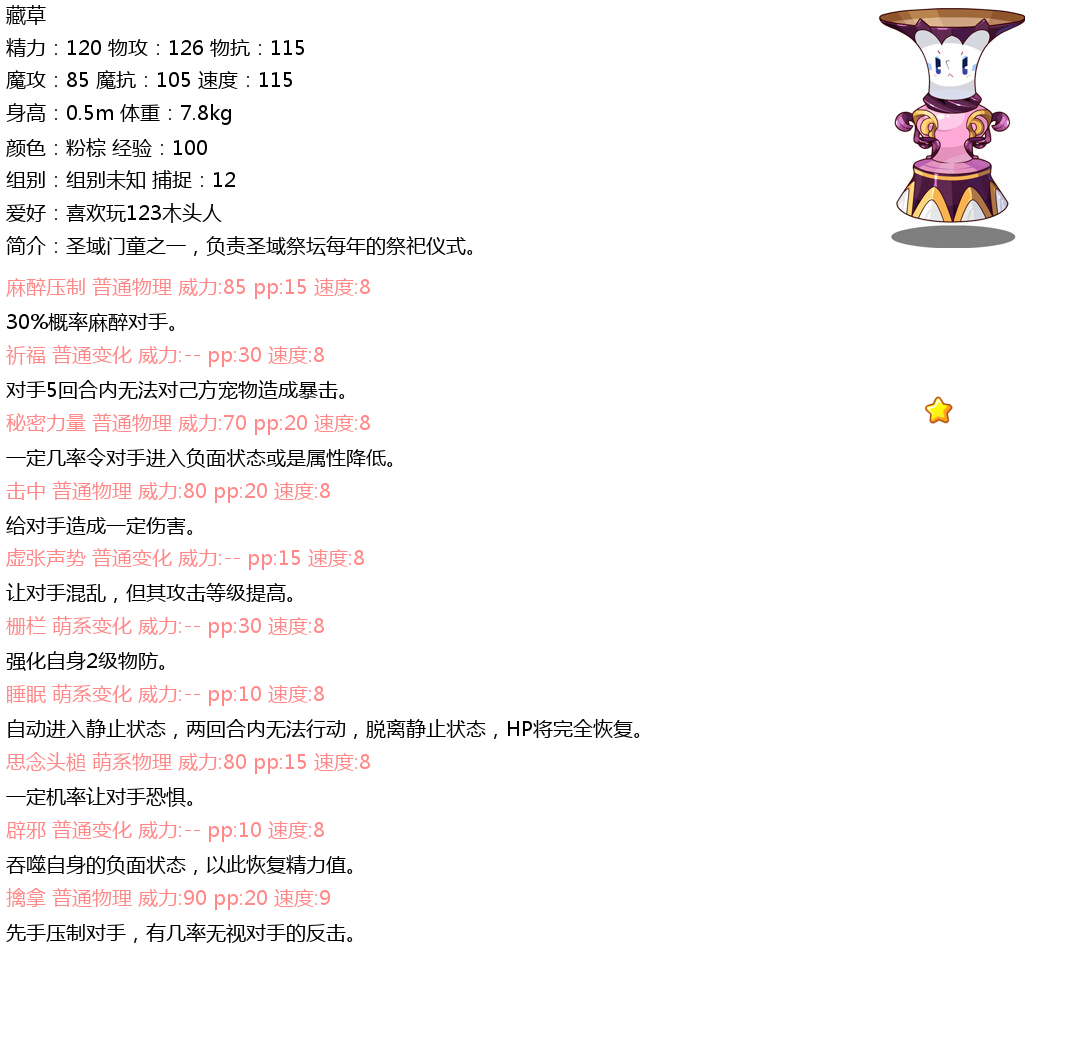 藏草
精力：120 物攻：126 物抗：115
魔攻：85 魔抗：105 速度：115
身高：0.5m 体重：7.8kg
颜色：粉棕 经验：100
组别：组别未知 捕捉：12
爱好：喜欢玩123木头人
简介：圣域门童之一，负责圣域祭坛每年的祭祀仪式。
麻醉压制 普通物理 威力:85 pp:15 速度:8
30%概率麻醉对手。
祈福 普通变化 威力:-- pp:30 速度:8
对手5回合内无法对己方宠物造成暴击。
秘密力量 普通物理 威力:70 pp:20 速度:8
一定几率令对手进入负面状态或是属性降低。
击中 普通物理 威力:80 pp:20 速度:8
给对手造成一定伤害。
虚张声势 普通变化 威力:-- pp:15 速度:8
让对手混乱，但其攻击等级提高。
栅栏 萌系变化 威力:-- pp:30 速度:8
强化自身2级物防。
睡眠 萌系变化 威力:-- pp:10 速度:8
自动进入静止状态，两回合内无法行动，脱离静止状态，HP将完全恢复。
思念头槌 萌系物理 威力:80 pp:15 速度:8
一定机率让对手恐惧。
辟邪 普通变化 威力:-- pp:10 速度:8
吞噬自身的负面状态，以此恢复精力值。
擒拿 普通物理 威力:90 pp:20 速度:9
先手压制对手，有几率无视对手的反击。